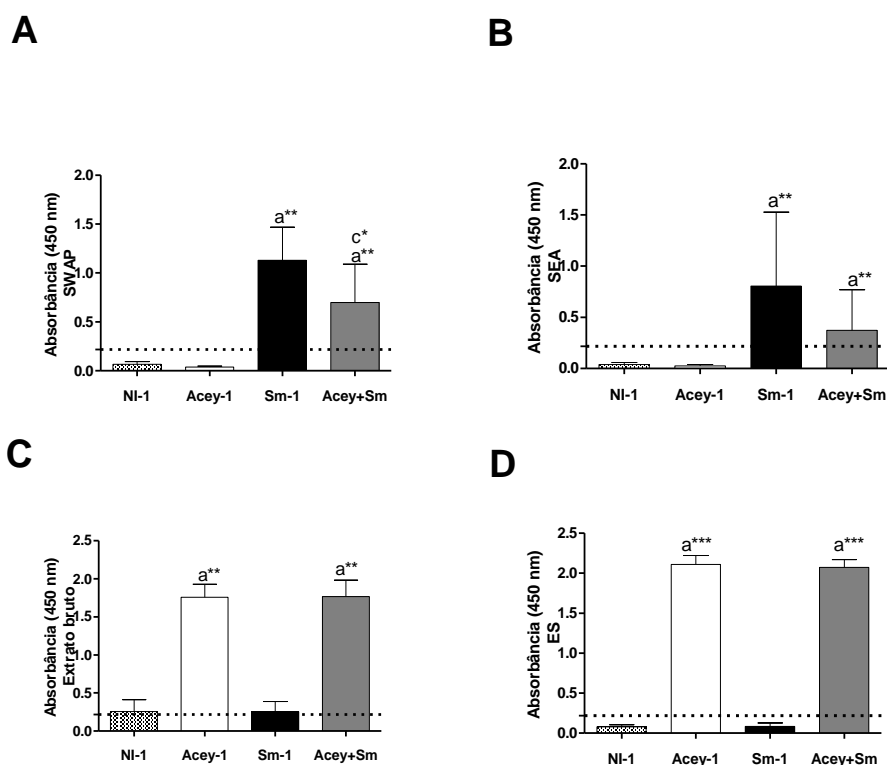 A
Absorbância (450 nm)
SWAP
2.0
1.5
1.0
0.5
0.0
a**
c*
a**
NI-1 Acey-1 Sm-1 Acey+Sm
B
Absorbância (450 nm)
SEA
2.0
1.5
1.0
0.5
0.0
a**
a**
NI-1 Acey-1 Sm-1 Acey+Sm
C
Absorbância (450 nm)
Extrato bruto
2.5
2.0
1.5
1.0
0.5
0.0
a**
a**
NI-1 Acey-1 Sm-1 Acey+Sm
D
Absorbância (450 nm)
ES
2.5
2.0
1.5
1.0
0.5
0.0
a***
a***
NI-1 Acey-1 Sm-1 Acey+Sm